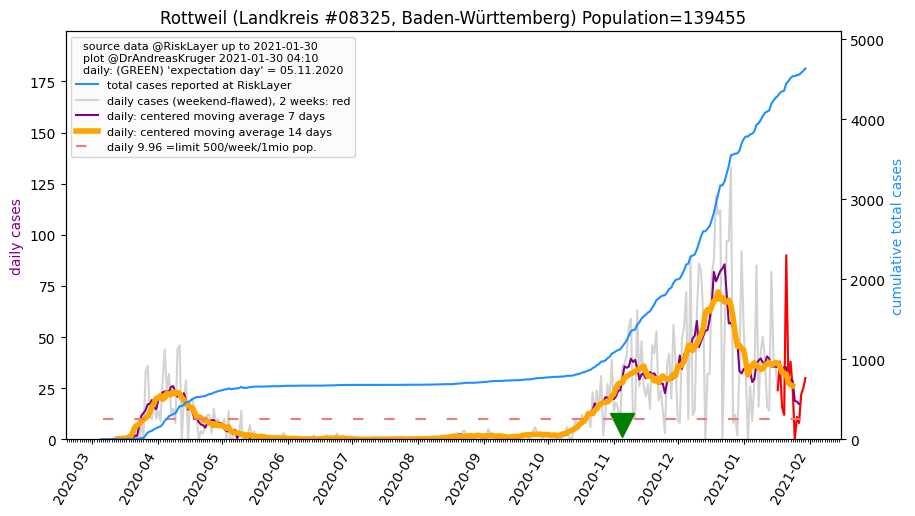 Rottweil (Landkreis #08325, Baden-Württemberg) Population=139455
source data @RiskLayer up to 2021-01-30
plot @DrAndreasKruger 2021-01-30 04:10
daily: (GREEN) 'expectation day' = 05.11.2020
total cases reported at RiskLayer
daily cases (weekend-flawed), 2 weeks: red
daily: centered moving average 7 days
daily: centered moving average 14 days
daily 9.96 =limit 500/week/1mio pop.
daily cases
175
150
125
100
75
50
25
0
cumulative total cases
5000
4000
3000
2000
1000
0
2020-03
2020-04
2020-05
2020-06
2020-07
2020-08
2020-09
2020-10
2020-11
2020-12
2021-01
2021-02